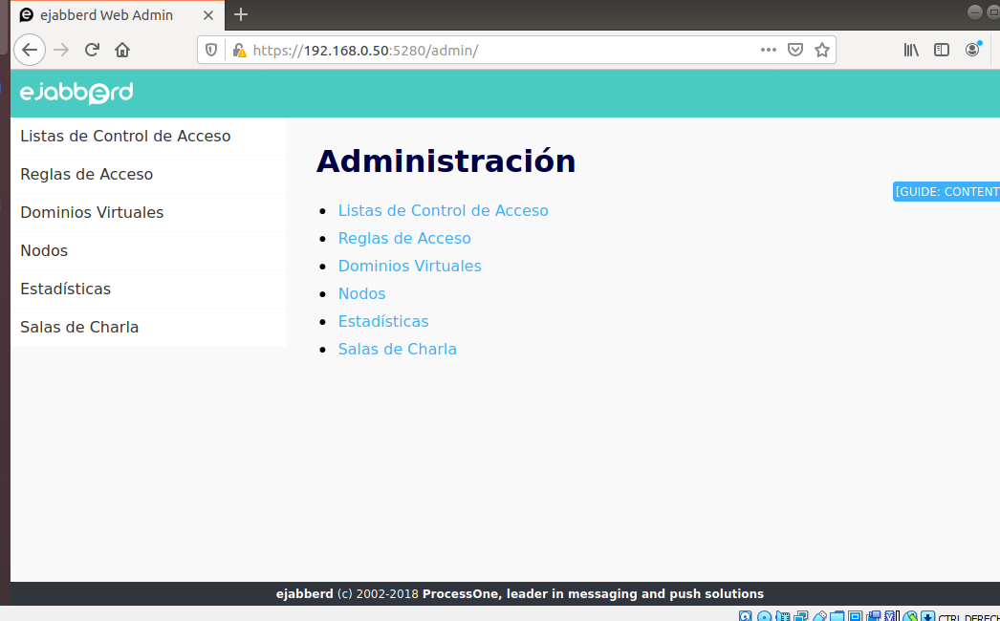 ejabberd Web Admin
https://192.168.0.50:5280/admin/
ejabberd
Listas de Control de Acceso
Reglas de Acceso
Dominios Virtuales
Nodos
Estadísticas
Salas de Charla
Administración
[GUIDE: CONTENT
Listas de Control de Acceso
Reglas de Acceso
Dominios Virtuales
Nodos
Estadísticas
Salas de Charla
ejabberd (c) 2002-2018 ProcessOne, leader in messaging and push solutions
CTRL DERECH